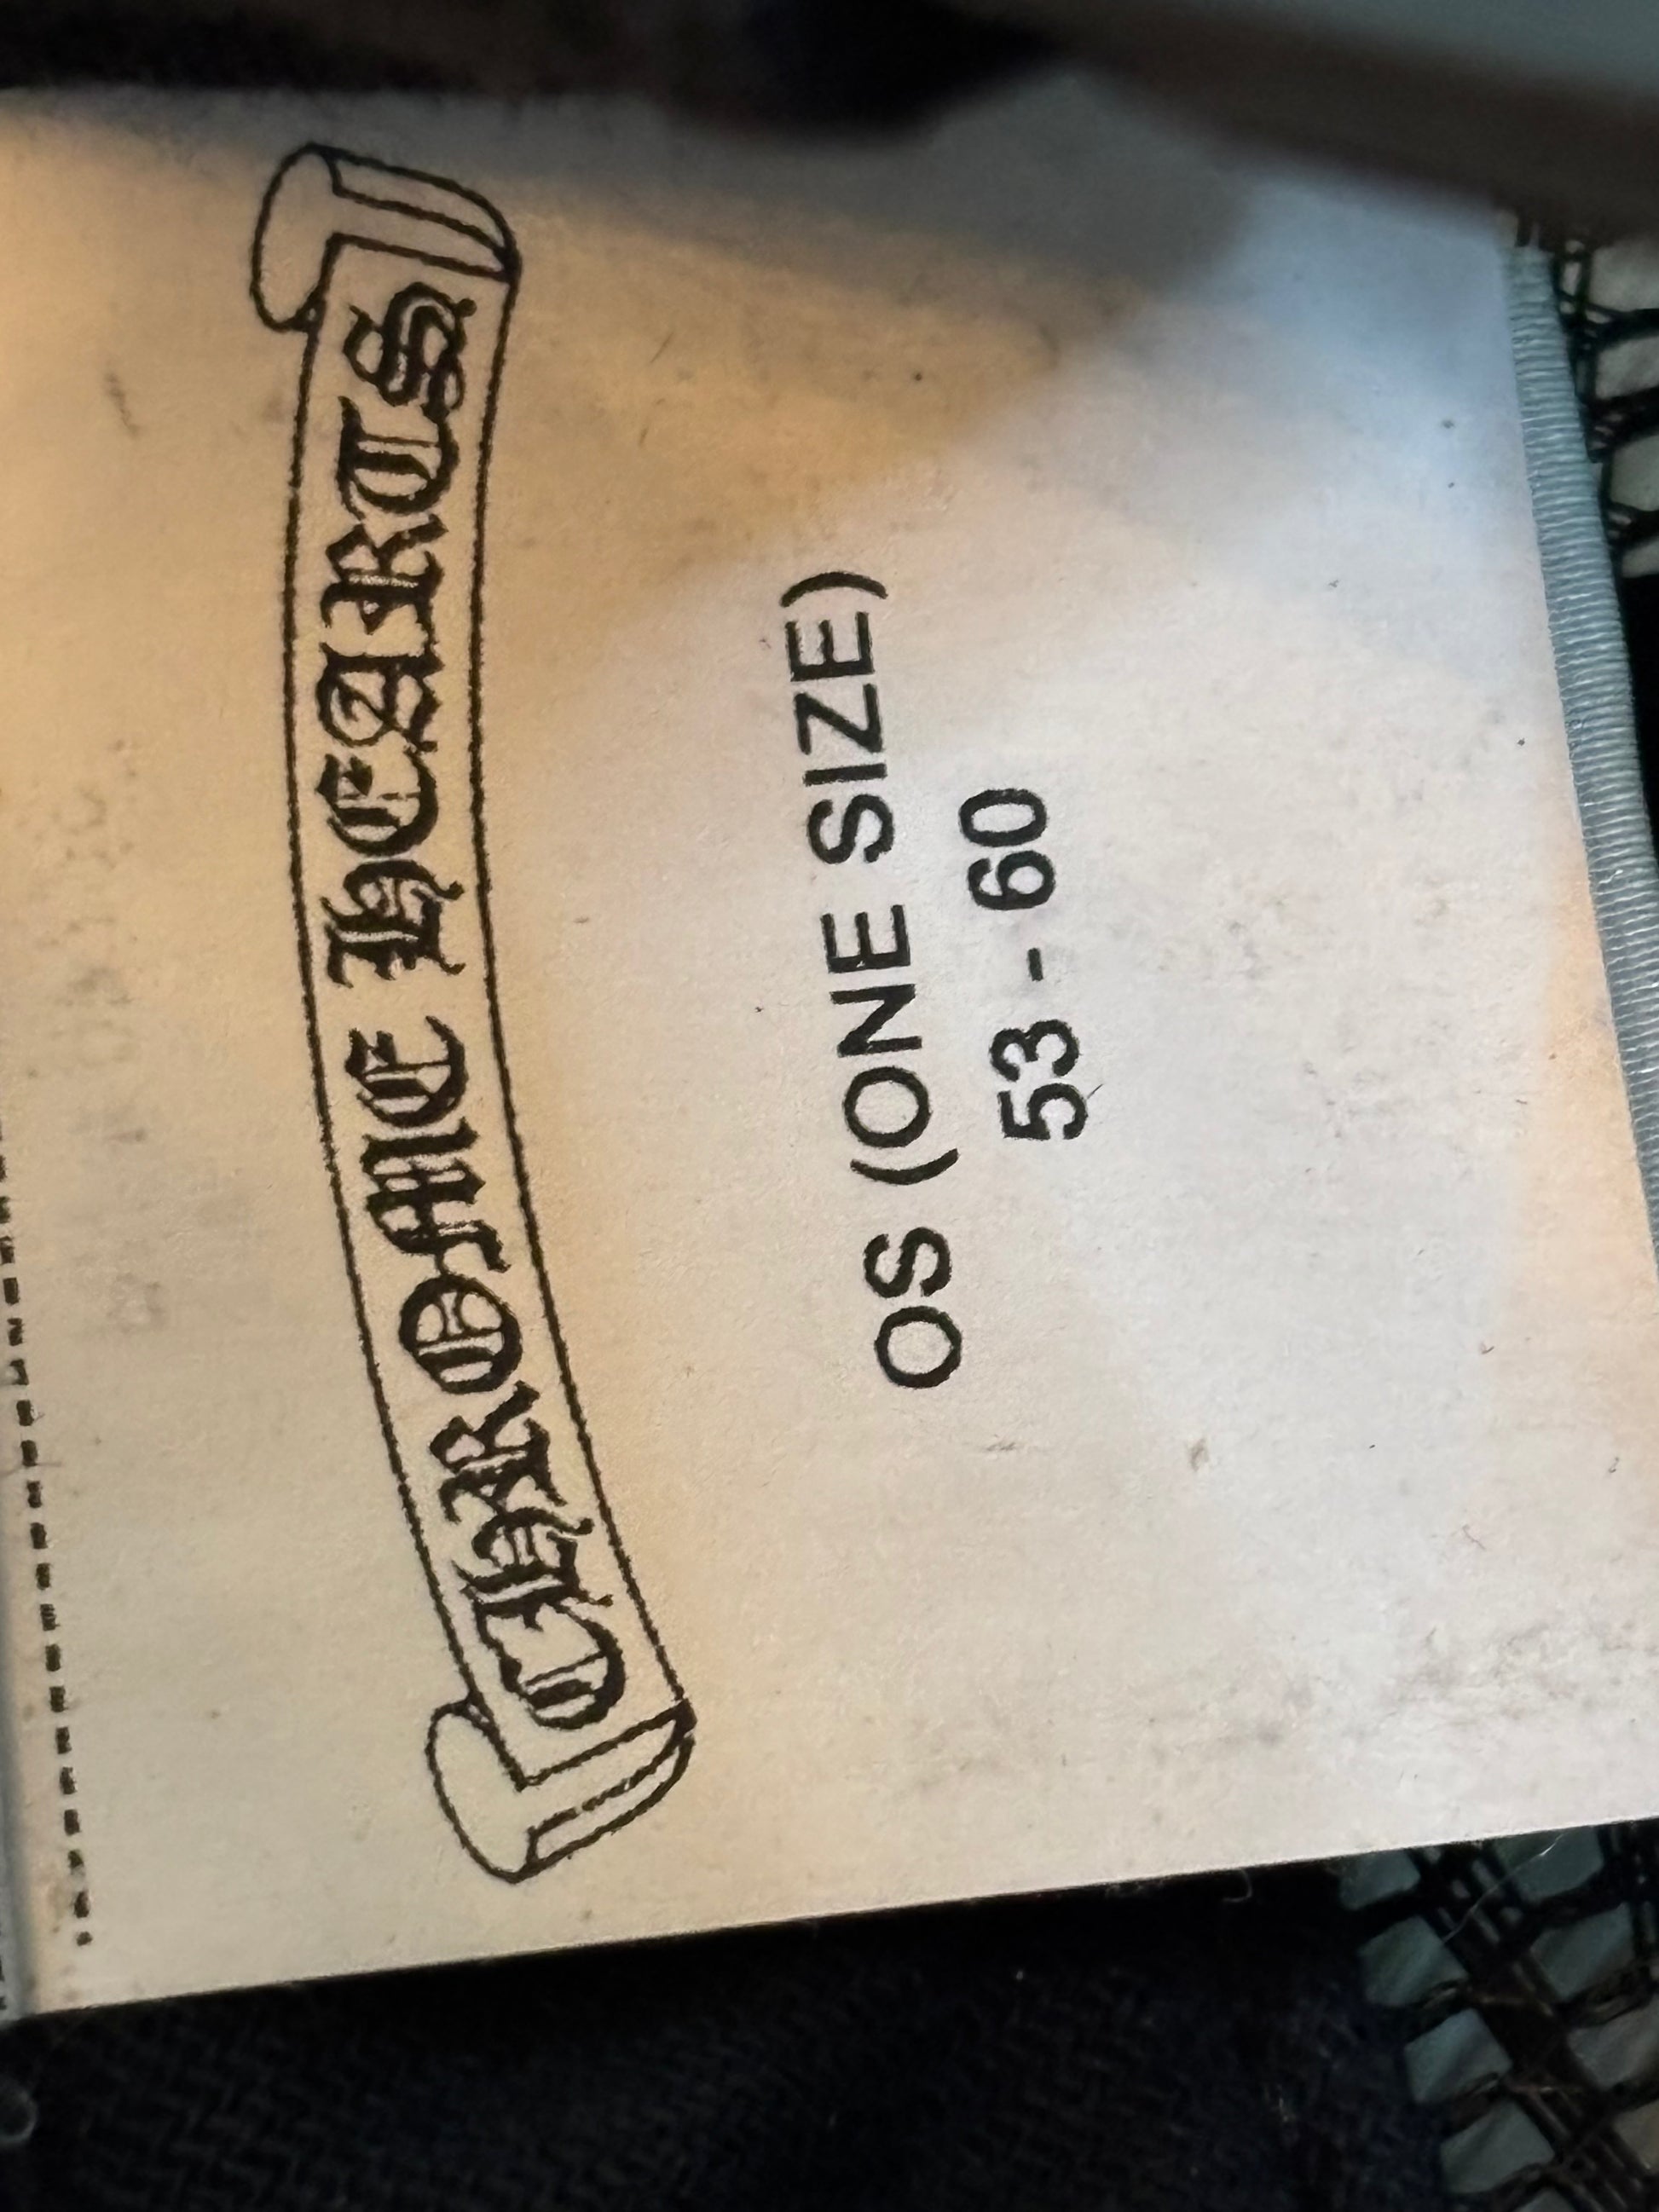 CHROME HEARTS
OS (ONE SIZE)
53 - 60